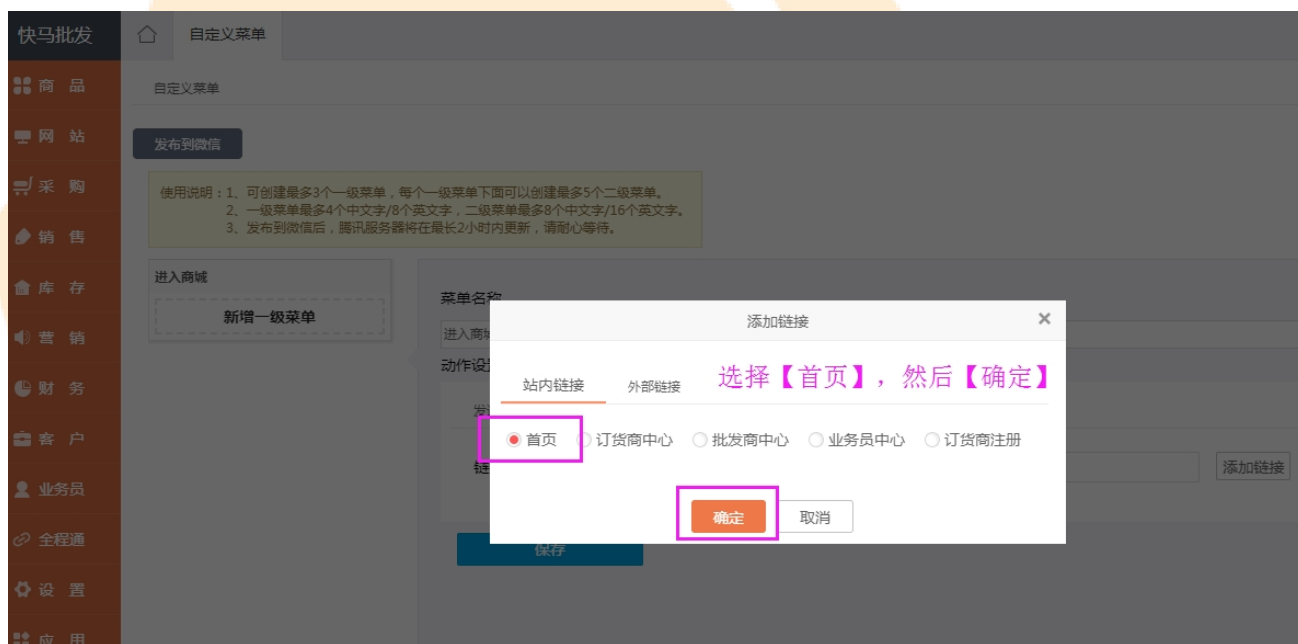 快马批发
自定义菜单
商 品
自定义菜单
网 站
发布到微信
采 购
使用说明：1、可创建最多3个一级菜单，每个一级菜单下面可以创建最多5个二级菜单。
2、一级菜单最多4个中文字/8个英文字，二级菜单最多8个中文字/16个英文字。
3、发布到微信后，腾讯服务器将在最长2小时内更新，请耐心等待。
销 售
进入商城
库 存
菜单名称
新增一级菜单
添加链接
营 销
进入商城
动作设
选择【首页】，然后【确定】
站内链接
外部链接
财 务
发
首页
订货商中心
批发商中心
业务员中心
订货商注册
客 户
链
添加链接
业务员
确定
取消
全程通
保存
设 置
应 用